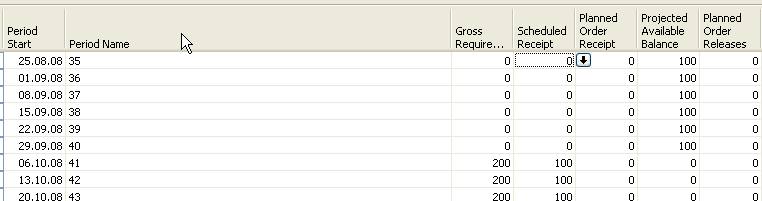 Period Start Period Name Gross Require... Scheduled Receipt Planned Order Receipt Projected Available Balance Planned Order Releases
25.08.08 35 0 0 0 100 0
01.09.08 36 0 0 0 100 0
08.09.08 37 0 0 0 100 0
15.09.08 38 0 0 0 100 0
22.09.08 39 0 0 0 100 0
29.09.08 40 0 0 0 100 0
06.10.08 41 200 100 0 0 0
13.10.08 42 200 100 0 0 0
20.10.08 43 200 100 0 0 0